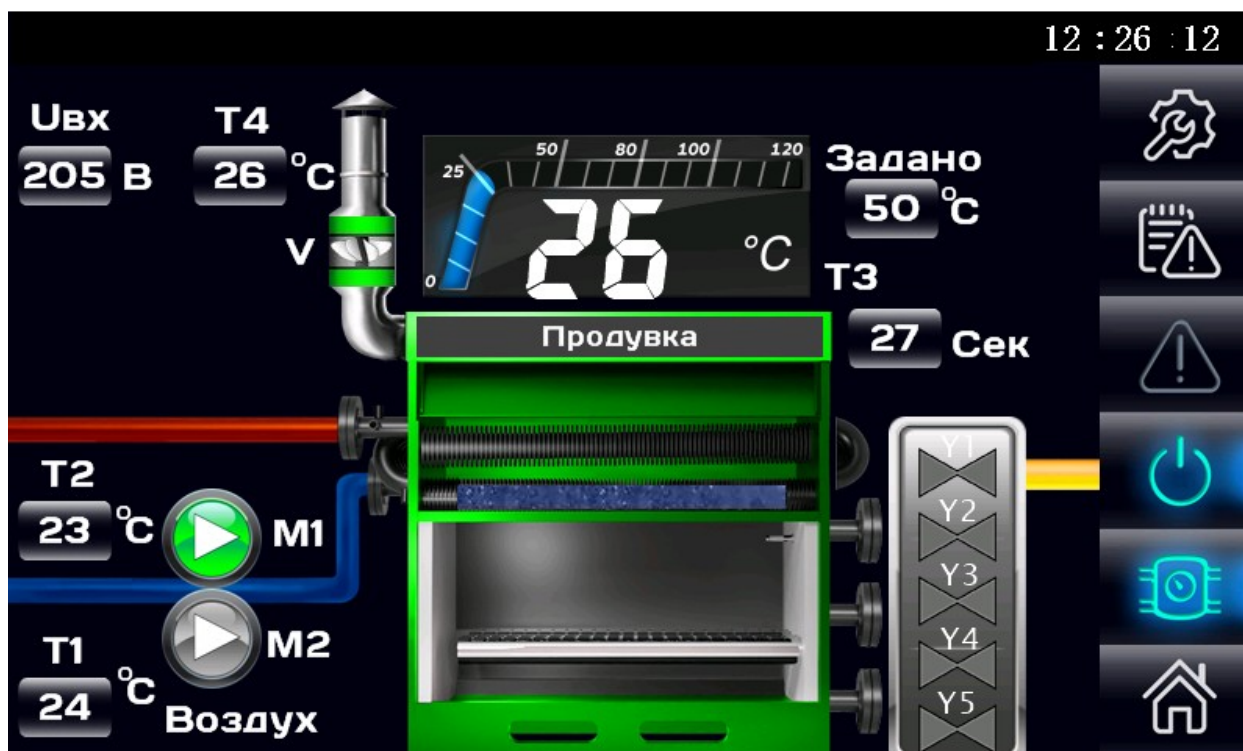 12 : 26 : 12
Uвх
205 В
T4
26 °C
V
0
25
50
80
100
120
26 °C
Задано
50 °C
T3
27 Сек
Продувка
T2
23 °C
M1
M2
T1
24 °C
Воздух
Y1
Y2
Y3
Y4
Y5